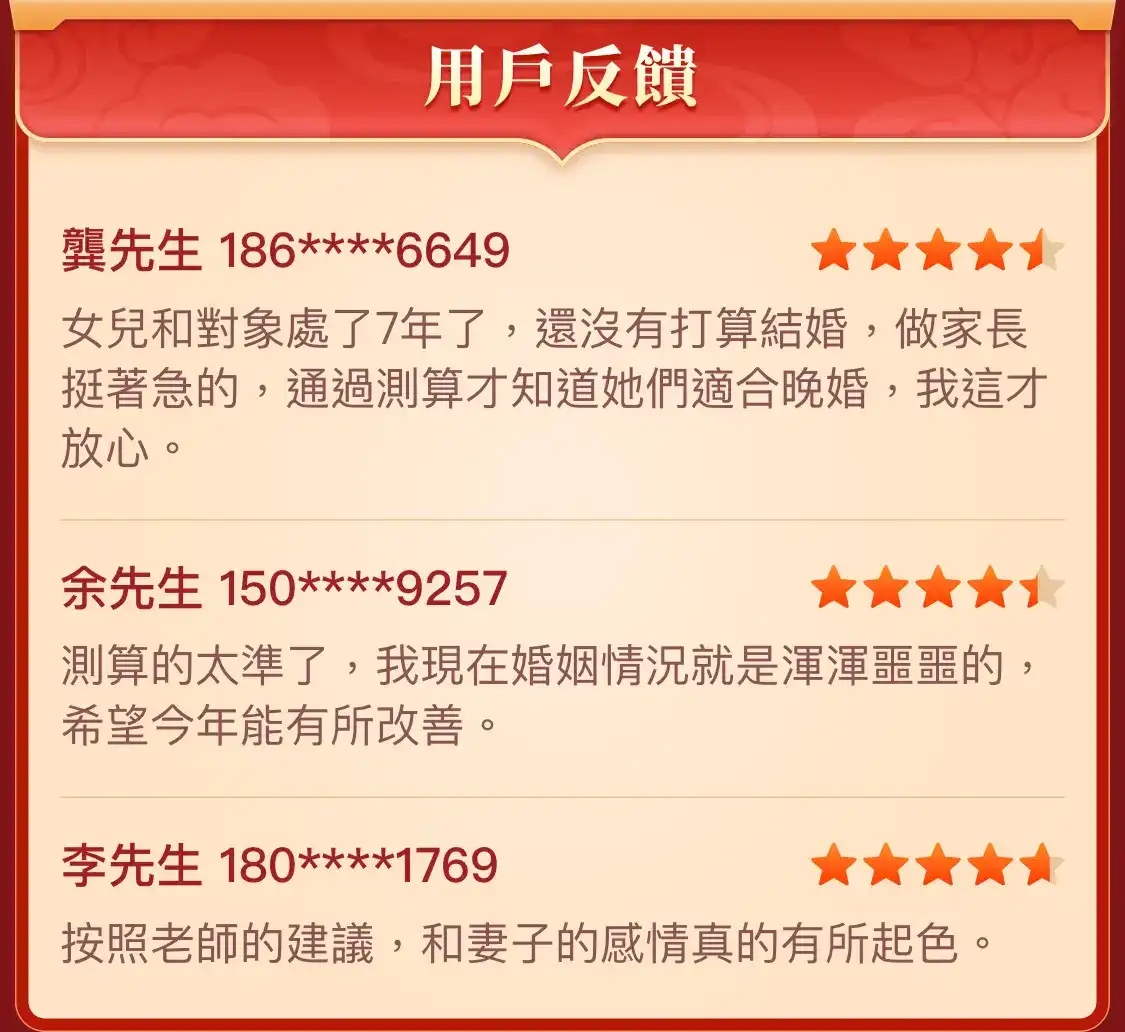 用戶反饋
龔先生 186****6649
女兒和對象處了7年了，還沒有打算結婚，做家長
挺著急的，通過測算才知道她們適合晚婚，我這才
放心。
余先生 150****9257
測算的太準了，我現在婚姻情況就是渾渾噩噩的，
希望今年能有所改善。
李先生 180****1769
按照老師的建議，和妻子的感情真的有所起色。